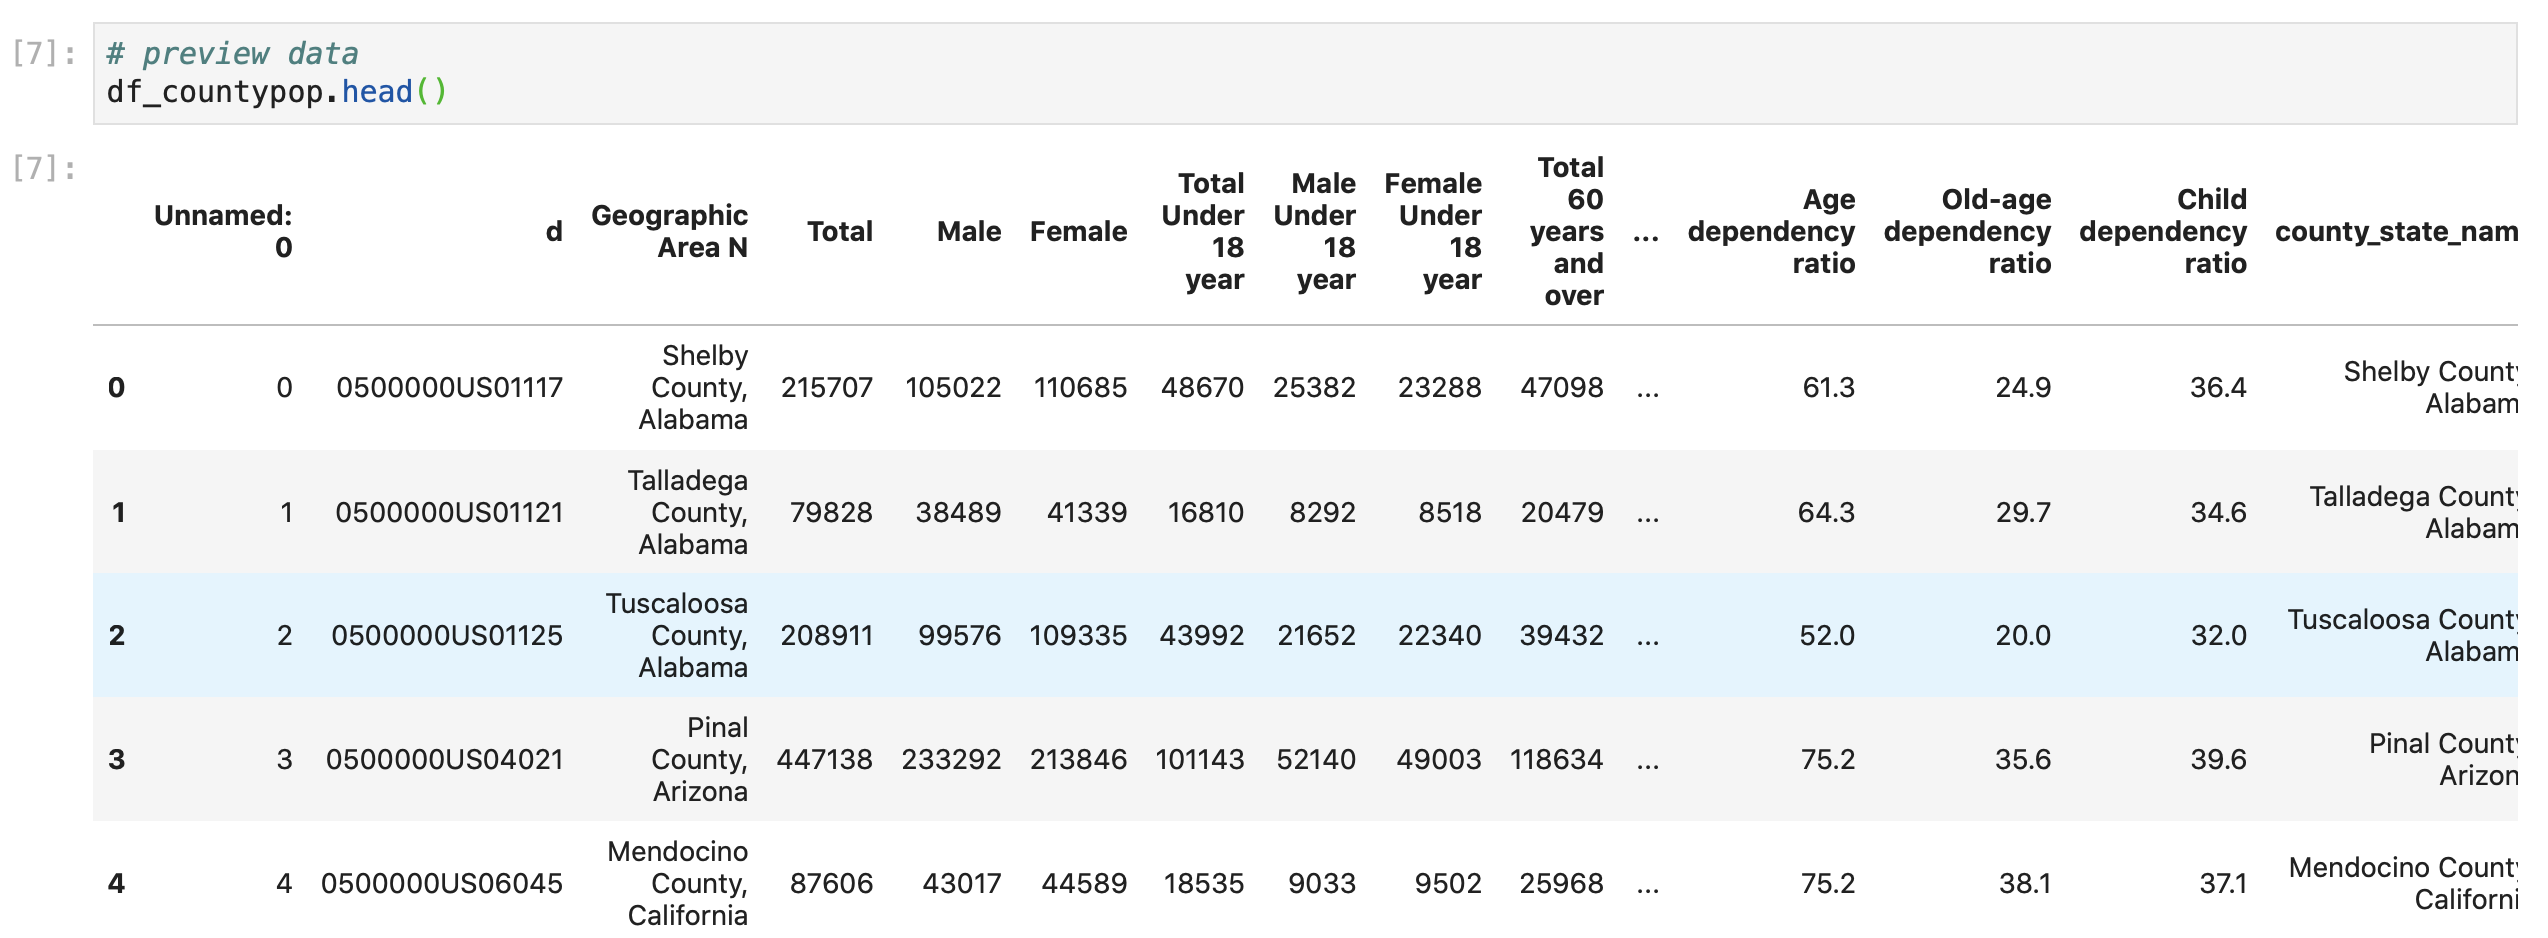 [7]: # preview data
df_countypop.head()
[7]:
Unnamed: 0 d Geographic Area N Total Male Female Total Under 18 year Male Under 18 year Female Under 18 year Total 60 years and over ... Age dependency ratio Old-age dependency ratio Child dependency ratio county_state_nam
0 0 0500000US01117 Shelby County, Alabama 215707 105022 110685 48670 25382 23288 47098 ... 61.3 24.9 36.4 Shelby County Alabam
1 1 0500000US01121 Talladega County, Alabama 79828 38489 41339 16810 8292 8518 20479 ... 64.3 29.7 34.6 Talladega County Alabam
2 2 0500000US01125 Tuscaloosa County, Alabama 208911 99576 109335 43992 21652 22340 39432 ... 52.0 20.0 32.0 Tuscaloosa County Alabam
3 3 0500000US04021 Pinal County, Arizona 447138 233292 213846 101143 52140 49003 118634 ... 75.2 35.6 39.6 Pinal County Arizon
4 4 0500000US06045 Mendocino County, California 87606 43017 44589 18535 9033 9502 25968 ... 75.2 38.1 37.1 Mendocino County Californi